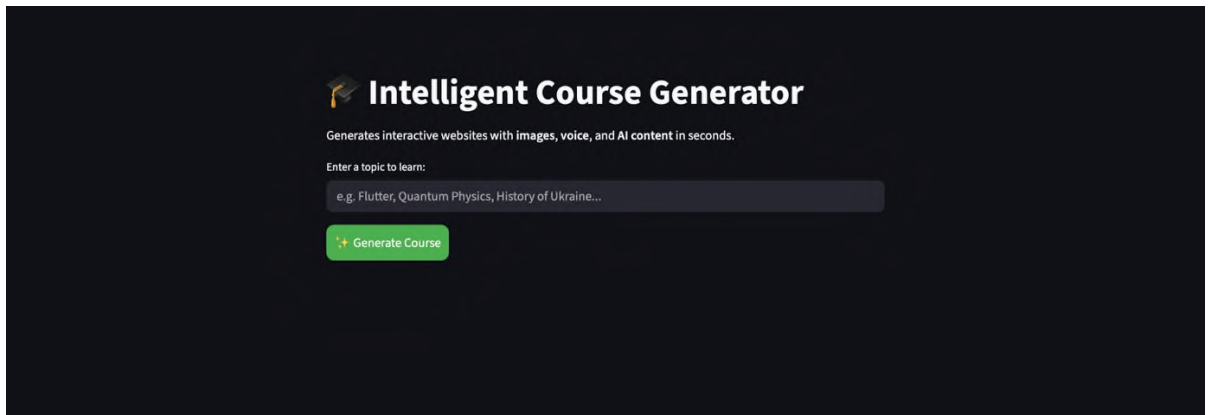 🎓 Intelligent Course Generator
Generates interactive websites with images, voice, and AI content in seconds.
Enter a topic to learn:
e.g. Flutter, Quantum Physics, History of Ukraine...
✨ Generate Course